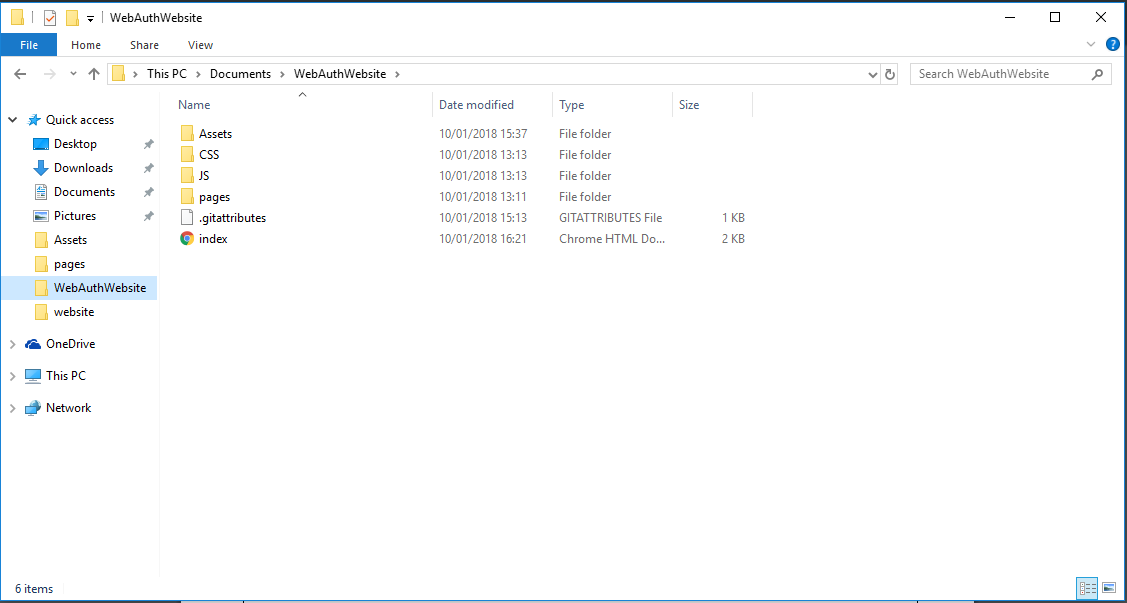 WebAuthWebsite
File Home Share View
This PC Documents WebAuthWebsite Search WebAuthWebsite
Name Date modified Type Size
Quick access
Desktop
Downloads
Documents
Pictures
Assets
pages
WebAuthWebsite
website
OneDrive
This PC
Network
Assets 10/01/2018 15:37 File folder
CSS 10/01/2018 13:13 File folder
JS 10/01/2018 13:13 File folder
pages 10/01/2018 13:11 File folder
.gitattributes 10/01/2018 15:13 GITATTRIBUTES File 1 KB
index 10/01/2018 16:21 Chrome HTML Do... 2 KB
6 items